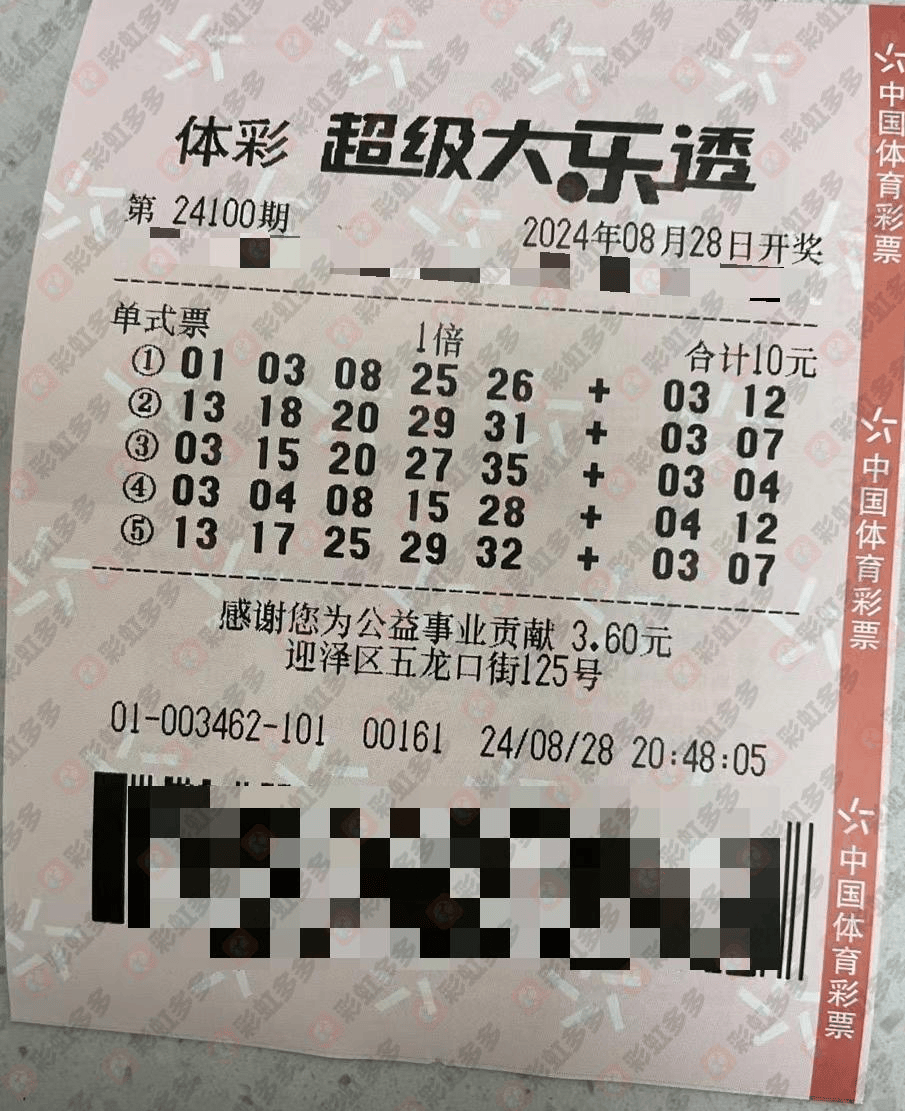 体彩 超级大乐透
第 24100期
2024年08月28日开奖
单式票 1倍 合计10元
① 01 03 08 25 26 + 03 12
② 13 18 20 29 31 + 03 07
③ 03 15 20 27 35 + 03 04
④ 03 04 08 15 28 + 04 12
⑤ 13 17 25 29 32 + 03 07
感谢您为公益事业贡献 3.60元
迎泽区五龙口街125号
01-003462-101 00161 24/08/28 20:48:05
中国体育彩票
中国体育彩票
中国体育彩票
彩虹多多